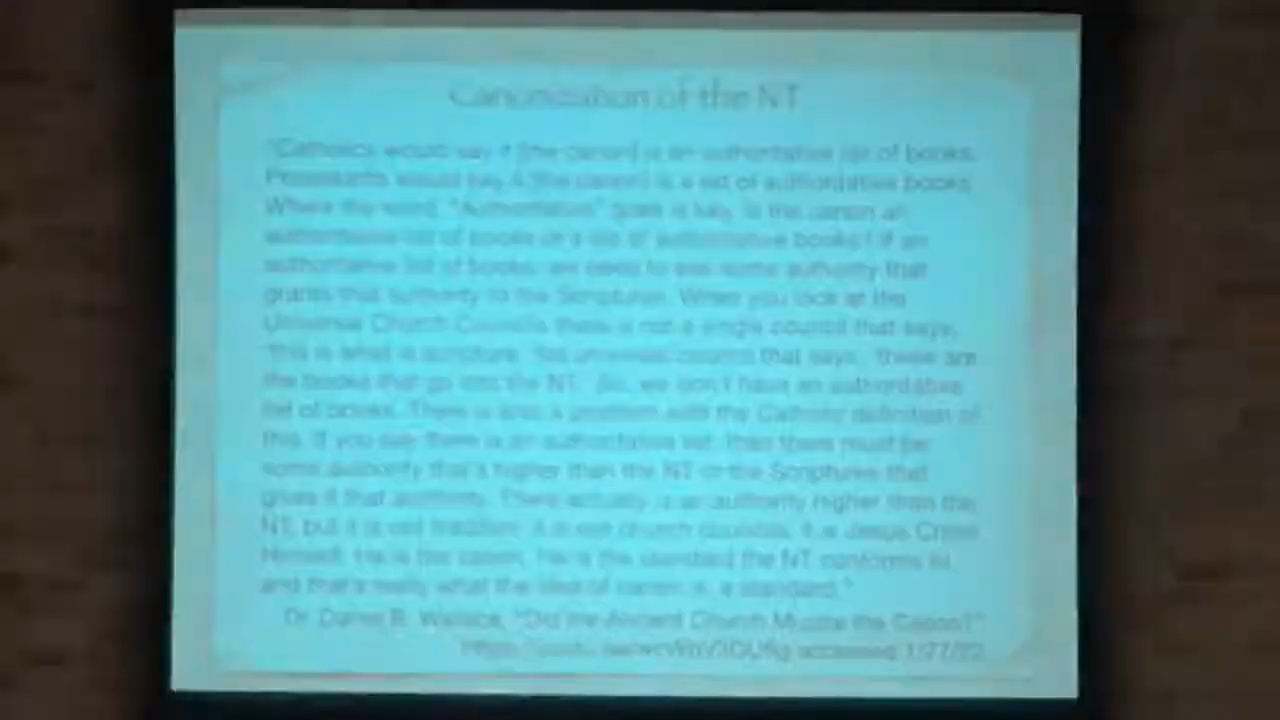 Canonization of the NT
"Catholics would say it [the canon] is an authoritative list of books.
Protestants would say it [the canon] is a list of authoritative books.
Where the word, "Authoritative" goes is key. Is the canon an
authoritative list of books or a list of authoritative books? If an
authoritative list of books, we need to see some authority that
grants that authority to the Scriptures. When you look at the
Universal Church Councils there is not a single council that says,
'this is what is scripture.' No universal council that says, 'these are
the books that go into the NT.' So, we don't have an authoritative
list of books. There is also a problem with the Catholic definition of
this. If you say there is an authoritative list, then there must be
some authority that's higher than the NT or the Scriptures that
gives it that authority. There actually is an authority higher than the
NT, but it is not tradition, it is not church councils. It is Jesus Christ
Himself. He is the canon. He is the standard the NT conforms to
and that's really what the idea of canon is, a standard."
Dr. Daniel B. Wallace, "Did the Ancient Church Muzzle the Canon?"
accessed 1/27/22